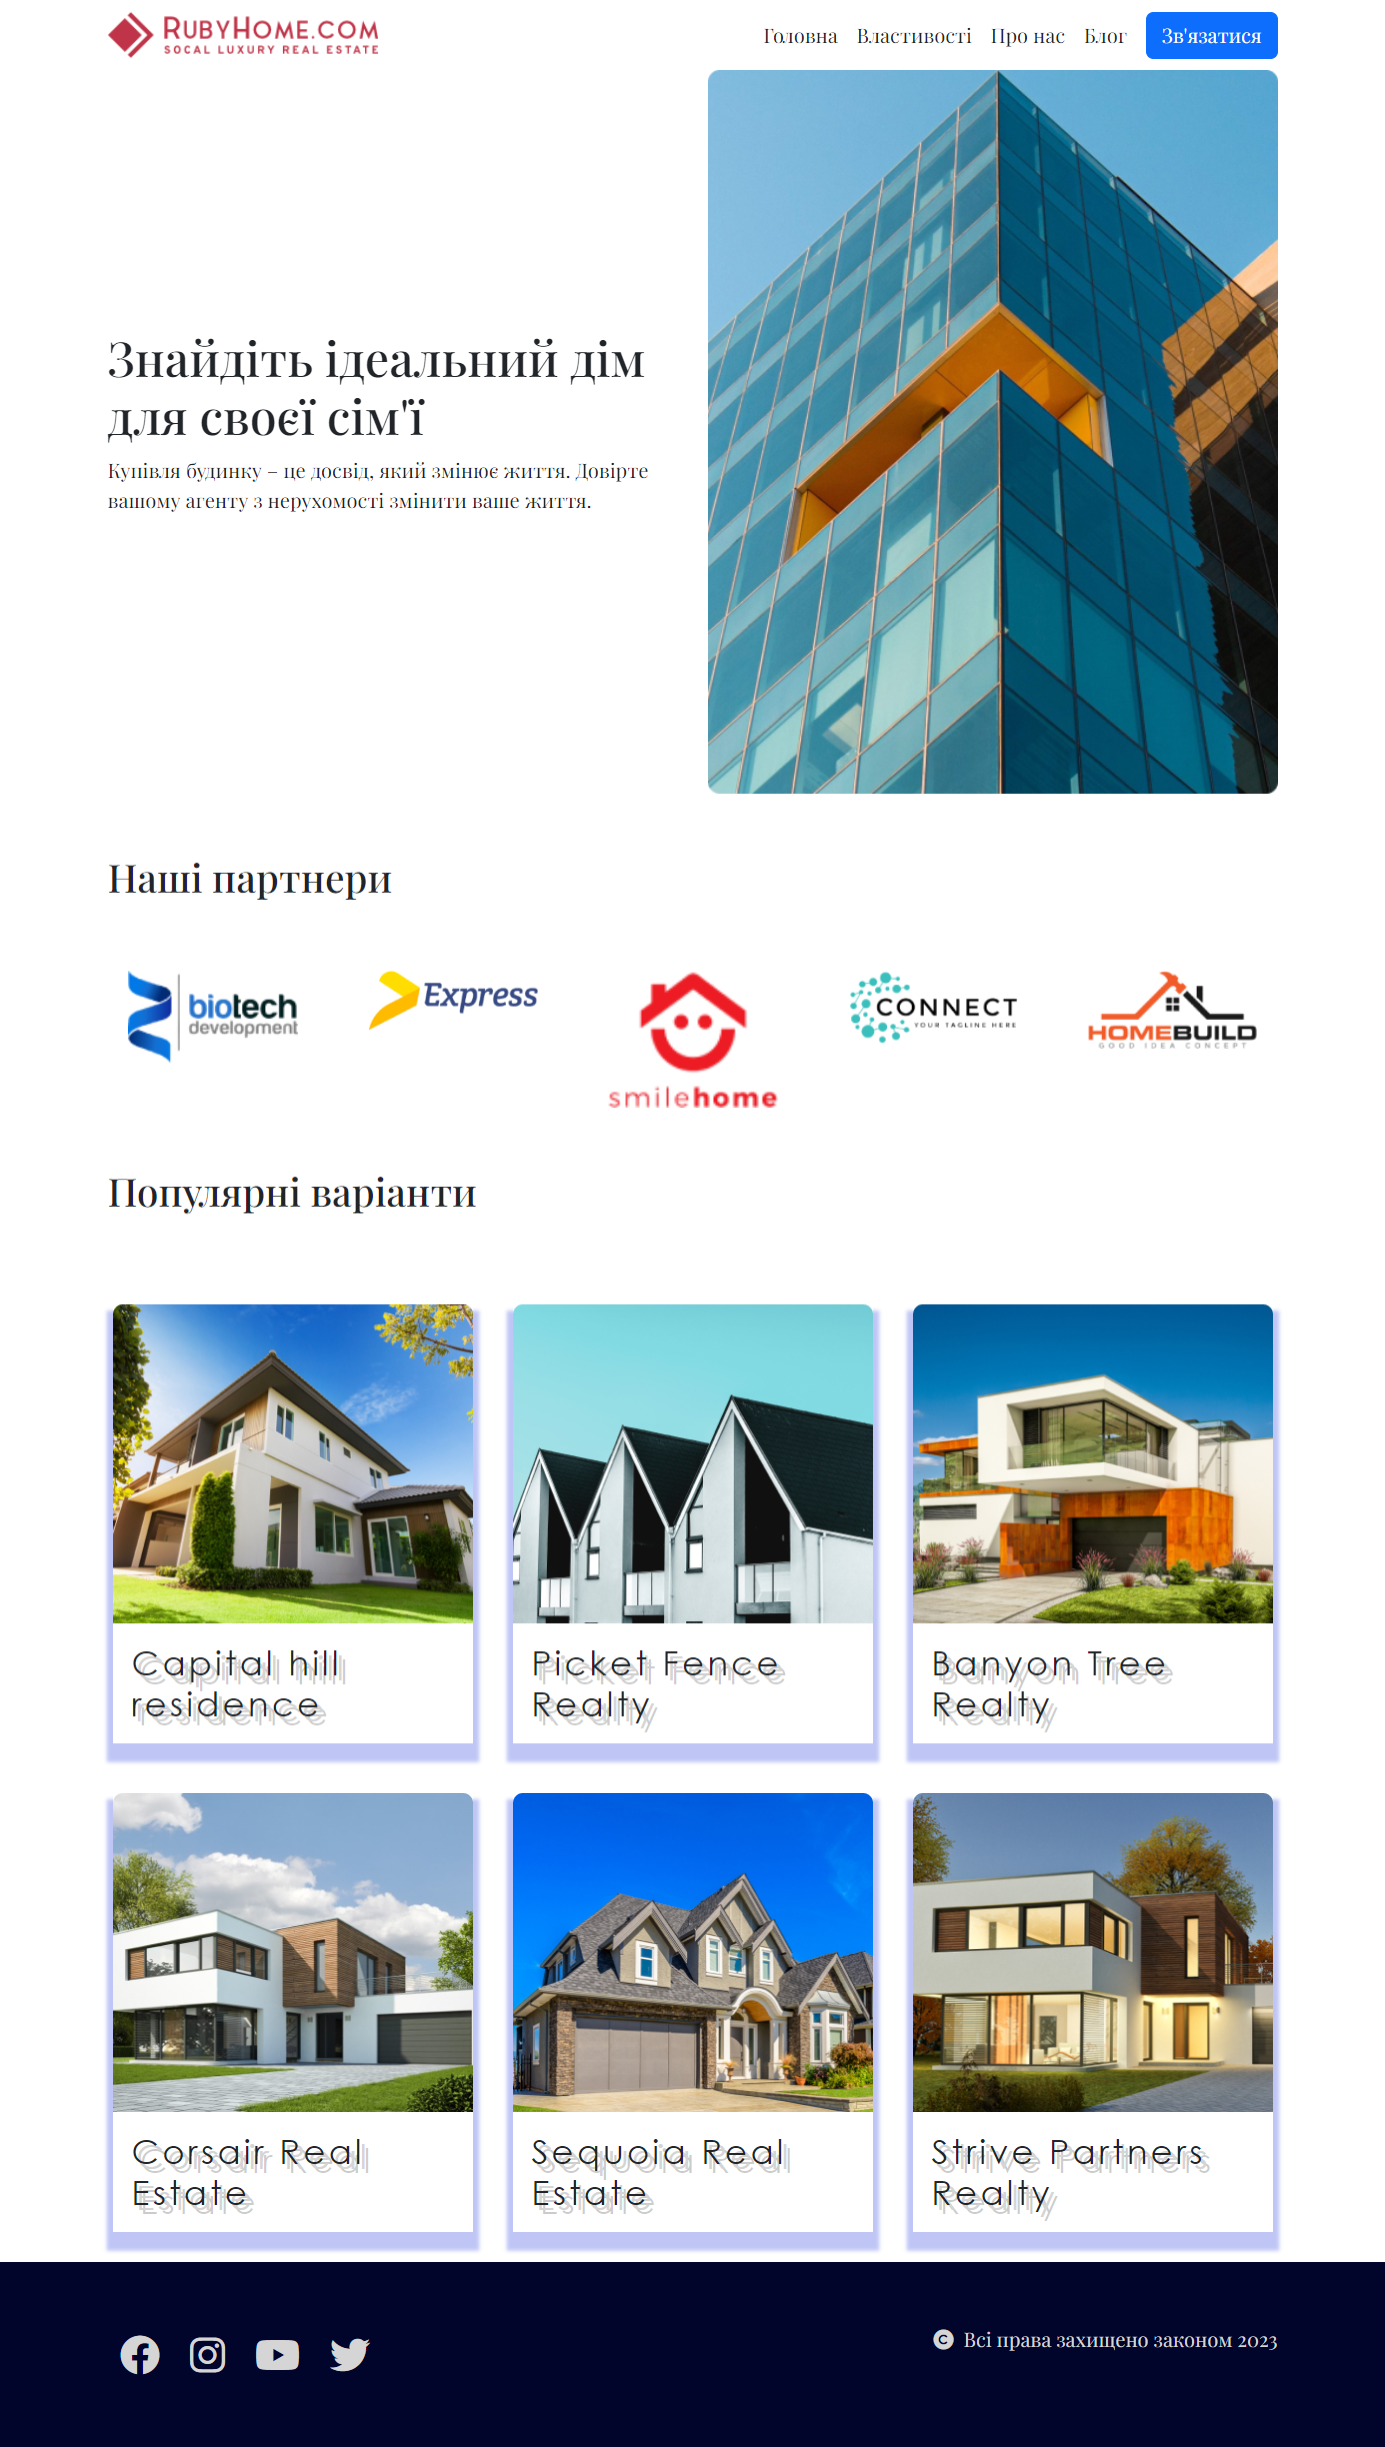 RUBYHOME.COM
SOCAL LUXURY REAL ESTATE
Головна Властивості Про нас Блог Зв'язатися
Знайдіть ідеальний дім
для своєї сім'ї
Купівля будинку – це досвід, який змінює життя. Довірте
вашому агенту з нерухомості змінити ваше життя.
Наші партнери
biotech
development
Express
smilehome
CONNECT
YOUR TAGLINE HERE
HOMEBUILD
GOOD IDEA CONCEPT
Популярні варіанти
Capital hill
residence
Picket Fence
Realty
Banyon Tree
Realty
Corsair Real
Estate
Sequoia Real
Estate
Strive Partners
Realty
© Всі права захищено законом 2023